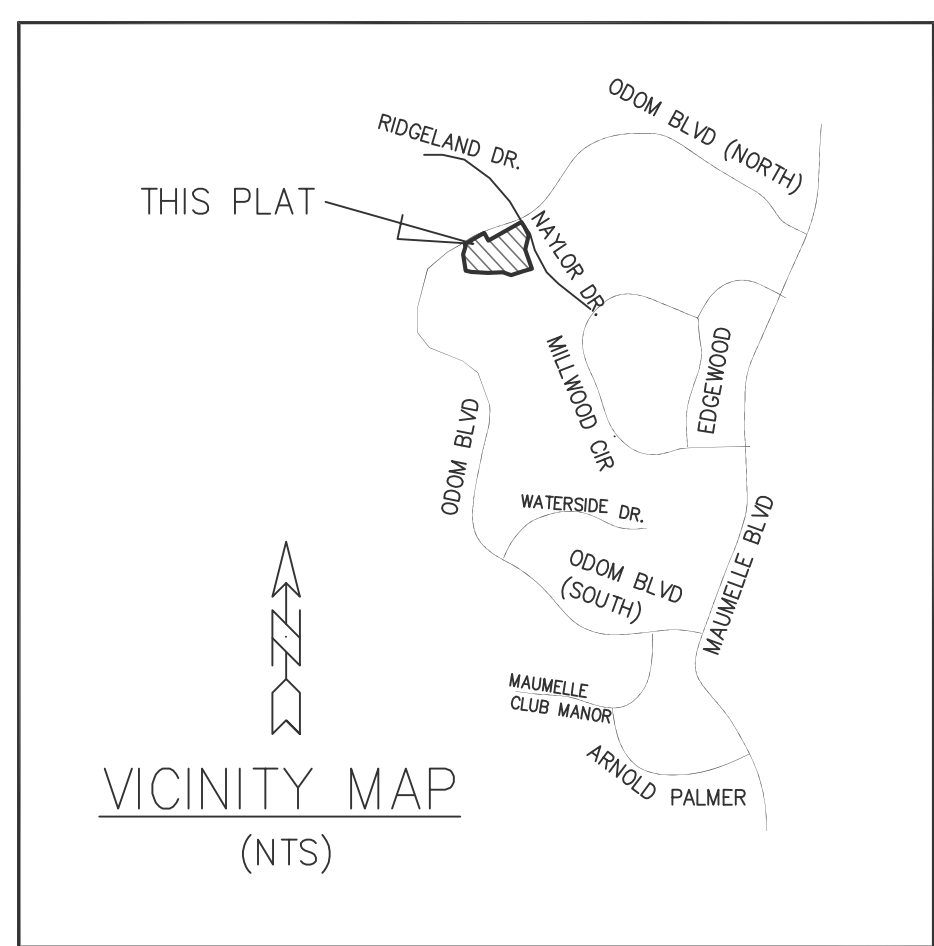 ODOM BLVD (NORTH)
RIDGELAND DR.
THIS PLAT
NAYLOR DR.
MILLWOOD CIR
EDGEWOOD
ODOM BLVD
WATERSIDE DR.
MAUMELLE BLVD
ODOM BLVD
(SOUTH)
N
MAUMELLE
CLUB MANOR
ARNOLD PALMER
VICINITY MAP
(NTS)